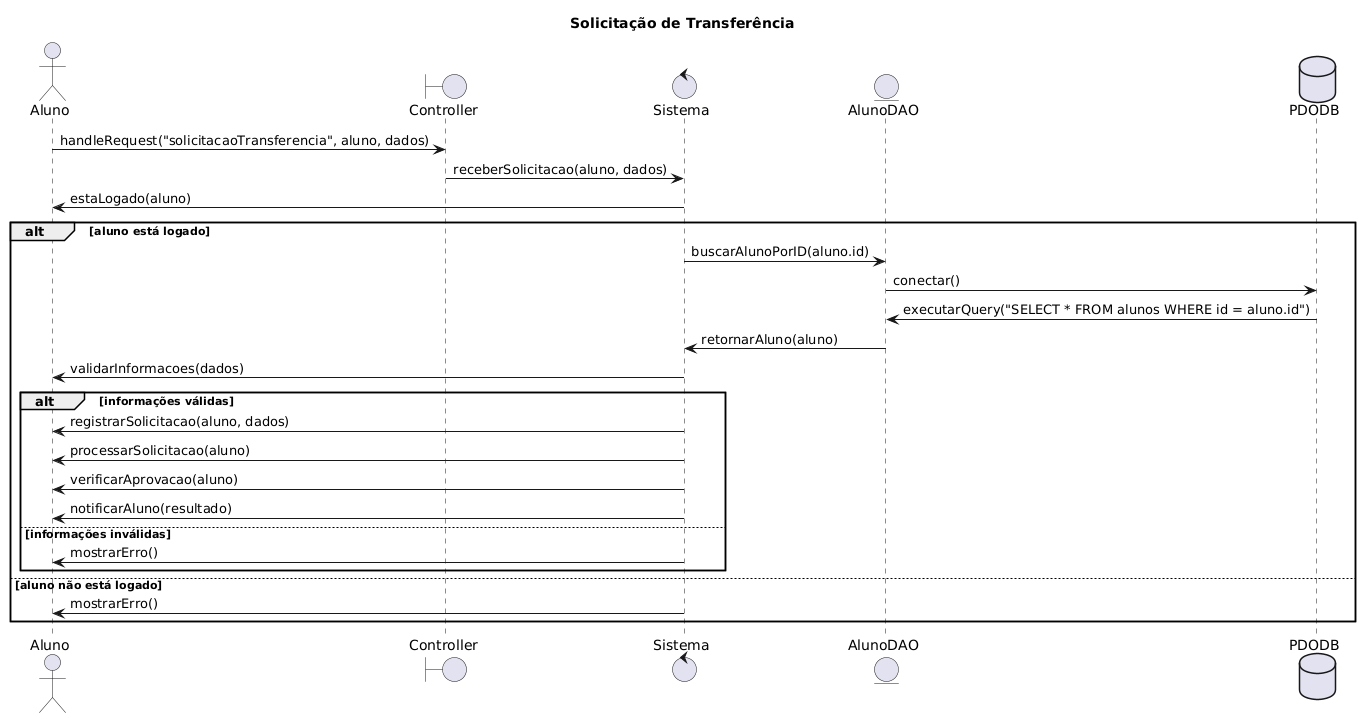 Solicitação de Transferência
Aluno
Controller
Sistema
AlunoDAO
PDODB
handleRequest("solicitacaoTransferencia", aluno, dados)
receberSolicitacao(aluno, dados)
estaLogado(aluno)
alt [aluno está logado]
buscarAlunoPorID(aluno.id)
conectar()
executarQuery("SELECT * FROM alunos WHERE id = aluno.id")
retornarAluno(aluno)
validarInformacoes(dados)
alt [informações válidas]
registrarSolicitacao(aluno, dados)
processarSolicitacao(aluno)
verificarAprovacao(aluno)
notificarAluno(resultado)
[informações inválidas]
mostrarErro()
[aluno não está logado]
mostrarErro()
Aluno
Controller
Sistema
AlunoDAO
PDODB